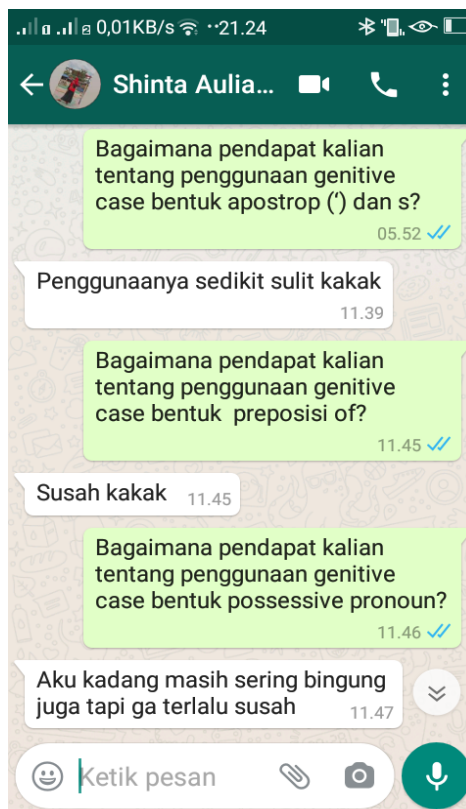 0,01KB/s ··21.24
Shinta Aulia...
Bagaimana pendapat kalian
tentang penggunaan genitive
case bentuk apostrop (‘) dan s?
05.52
Penggunaanya sedikit sulit kakak
11.39
Bagaimana pendapat kalian
tentang penggunaan genitive
case bentuk preposisi of?
11.45
Susah kakak 11.45
Bagaimana pendapat kalian
tentang penggunaan genitive
case bentuk possessive pronoun?
11.46
Aku kadang masih sering bingung
juga tapi ga terlalu susah 11.47
Ketik pesan